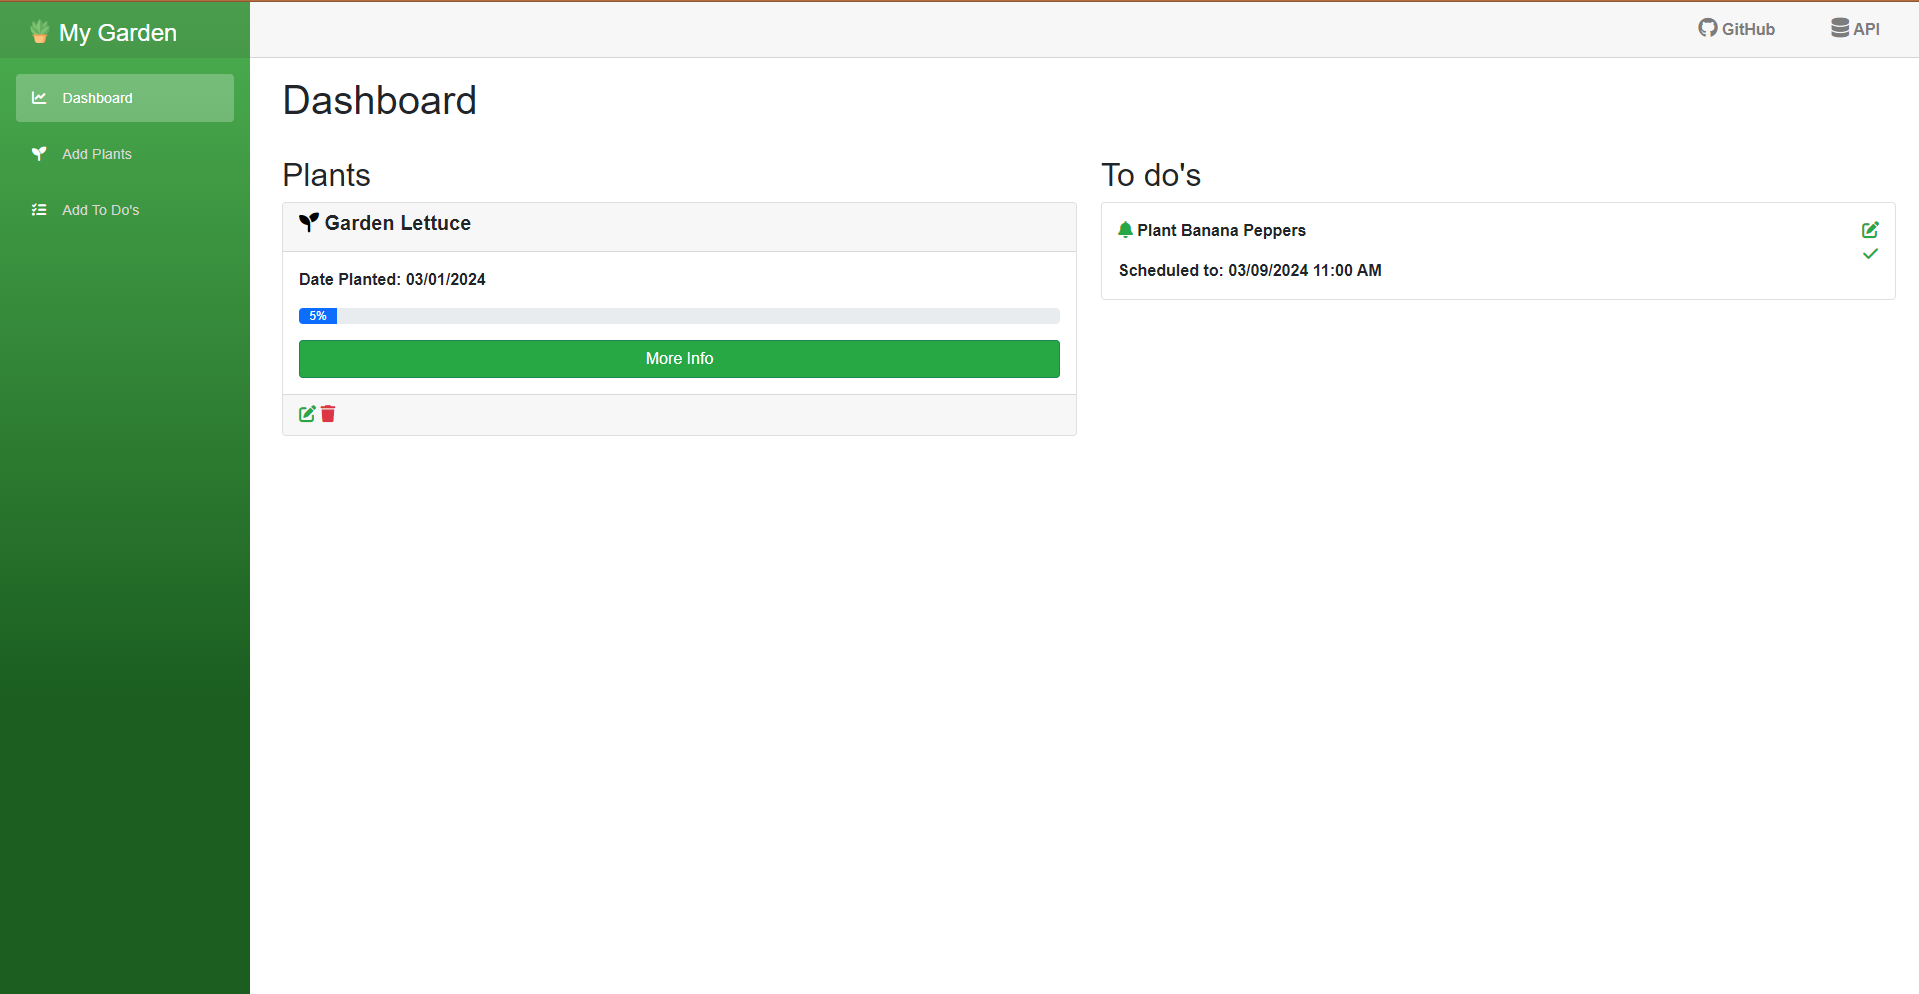 My Garden
GitHub
API
Dashboard
Add Plants
Add To Do's
Dashboard
Plants
Garden Lettuce
Date Planted: 03/01/2024
5%
More Info
To do's
Plant Banana Peppers
Scheduled to: 03/09/2024 11:00 AM